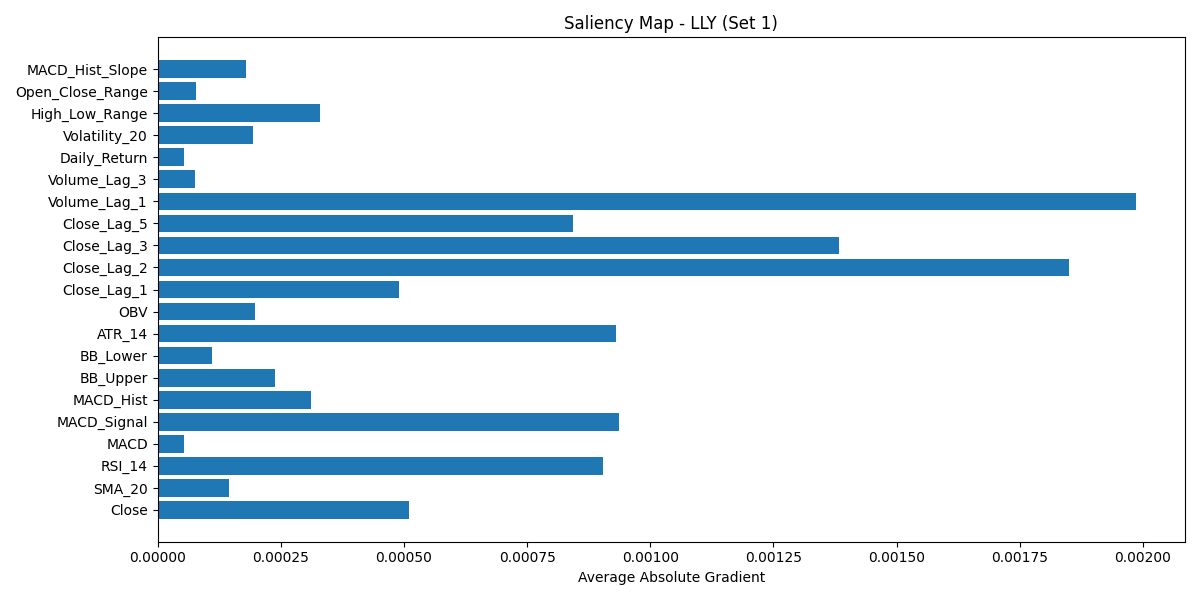 Saliency Map - LLY (Set 1)
MACD_Hist_Slope
Open_Close_Range
High_Low_Range
Volatility_20
Daily_Return
Volume_Lag_3
Volume_Lag_1
Close_Lag_5
Close_Lag_3
Close_Lag_2
Close_Lag_1
OBV
ATR_14
BB_Lower
BB_Upper
MACD_Hist
MACD_Signal
MACD
RSI_14
SMA_20
Close
0.00000 0.00025 0.00050 0.00075 0.00100 0.00125 0.00150 0.00175 0.00200
Average Absolute Gradient